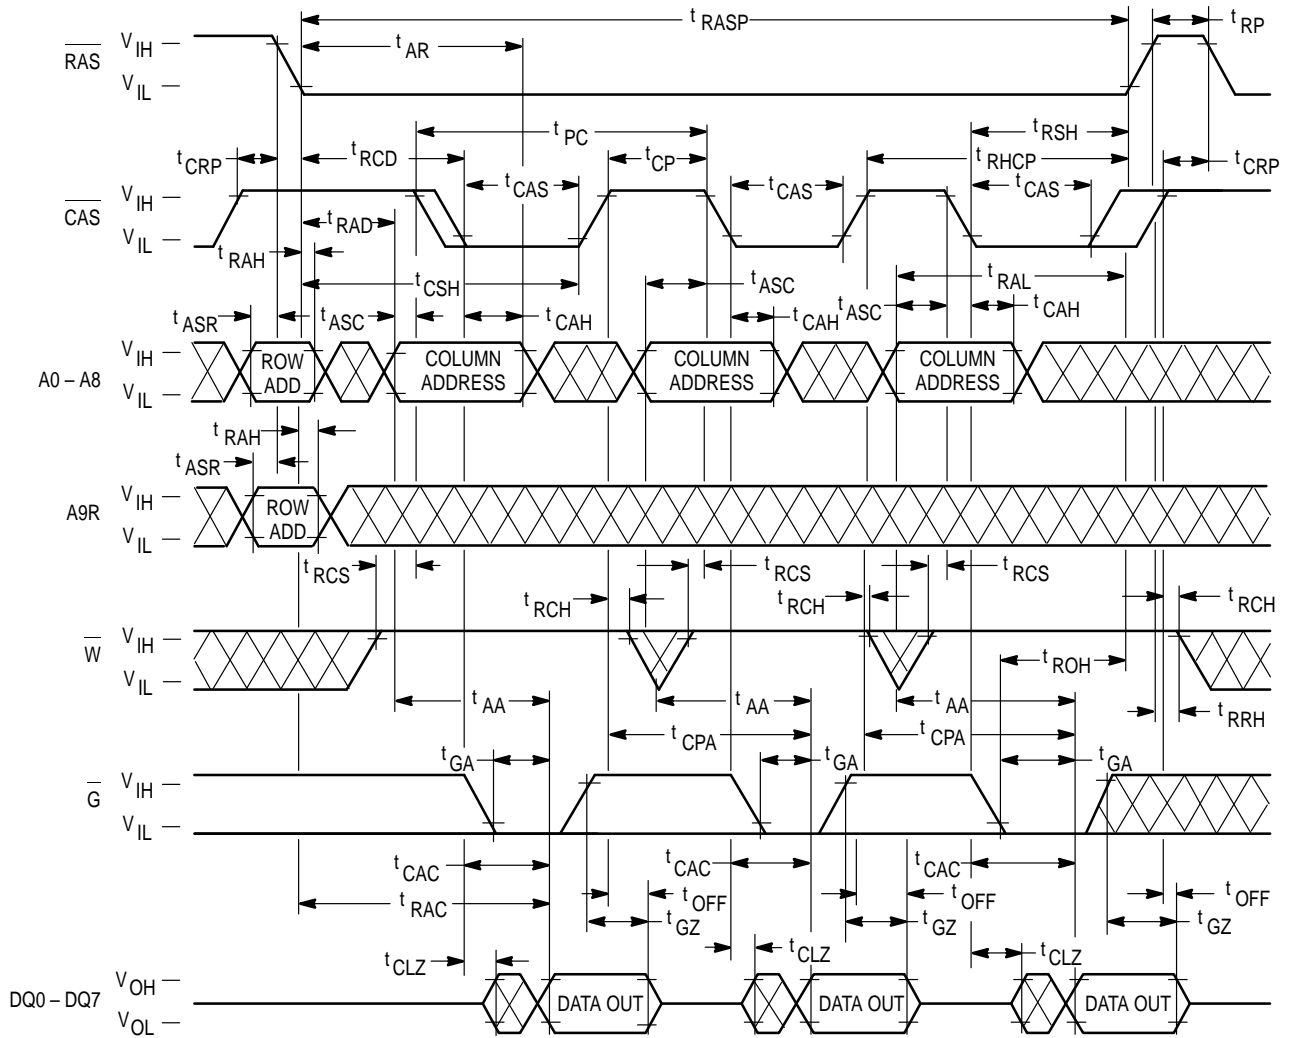 t RASP
t RP
t AR
RAS
V IH
V IL
t PC
t RSH
t CRP
t RCD
t CP
t RHCP
t CRP
t CAS
t CAS
t CAS
CAS
V IH
V IL
t RAD
t RAH
t CSH
t ASC
t RAL
t ASR
t ASC
t CAH
t CAH
t ASC
t CAH
A0 – A8
V IH
V IL
ROW ADD
COLUMN ADDRESS
COLUMN ADDRESS
COLUMN ADDRESS
t RAH
t ASR
A9R
V IH
V IL
ROW ADD
t RCS
t RCS
t RCS
t RCH
t RCH
t RCH
W
V IH
V IL
t ROH
t AA
t AA
t AA
t RRH
t CPA
t CPA
t GA
t GA
t GA
G
V IH
V IL
t CAC
t CAC
t CAC
t RAC
t OFF
t OFF
t OFF
t GZ
t GZ
t GZ
t CLZ
t CLZ
t CLZ
DQ0 – DQ7
V OH
V OL
DATA OUT
DATA OUT
DATA OUT